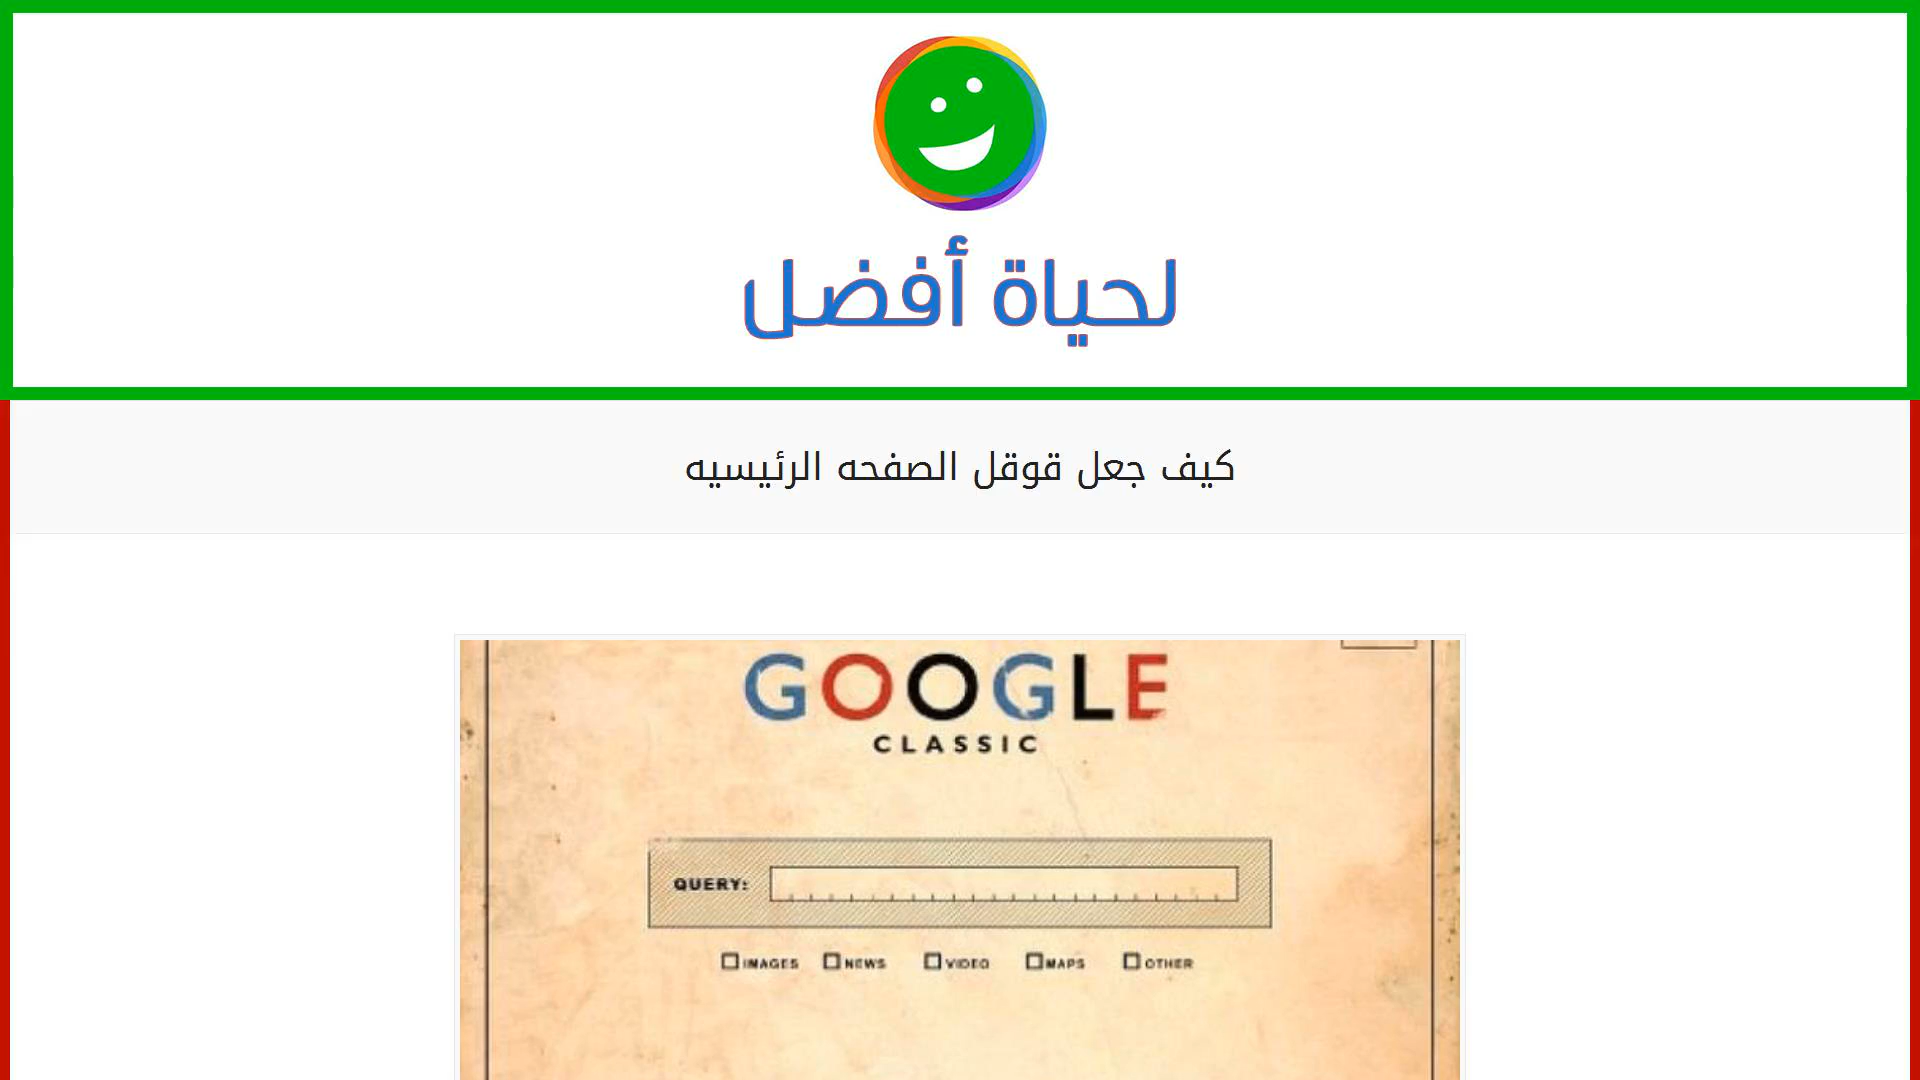 لحياة أفضل
كيف جعل قوقل الصفحه الرئيسيه
GOOGLE
CLASSIC
QUERY:
IMAGES NEWS VIDEO MAPS OTHER